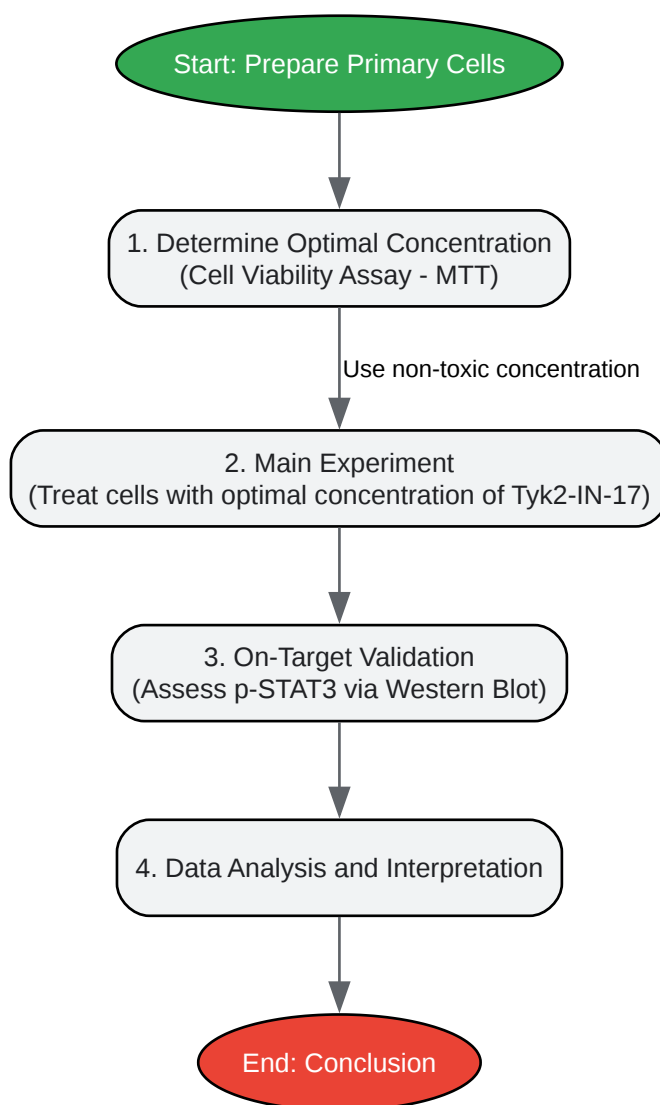 Start: Prepare Primary Cells
1. Determine Optimal Concentration
(Cell Viability Assay - MTT)
Use non-toxic concentration
2. Main Experiment
(Treat cells with optimal concentration of Tyk2-IN-17)
3. On-Target Validation
(Assess p-STAT3 via Western Blot)
4. Data Analysis and Interpretation
End: Conclusion